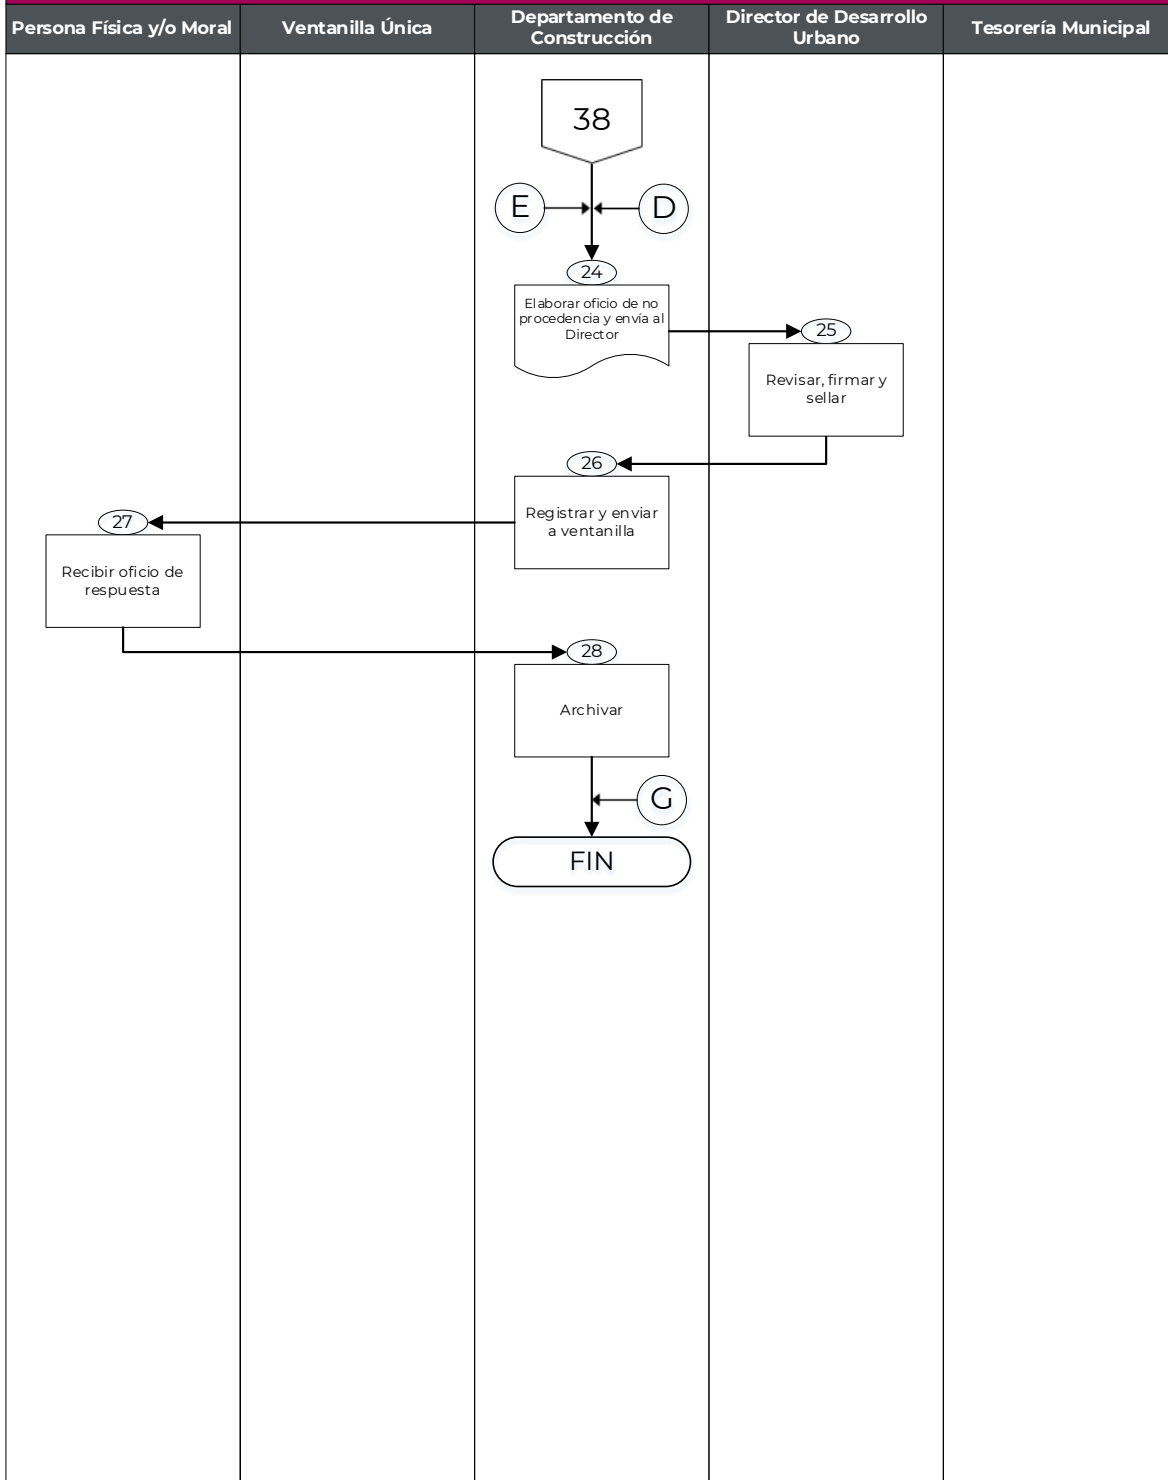 Persona Física y/o Moral
Ventanilla Única
Departamento de
Construcción
Director de Desarrollo
Urbano
Tesorería Municipal
38
E
D
24
Elaborar oficio de no
procedencia y envía al
Director
25
Revisar, firmar y
sellar
26
Registrar y enviar
a ventanilla
27
Recibir oficio de
respuesta
28
Archivar
G
FIN